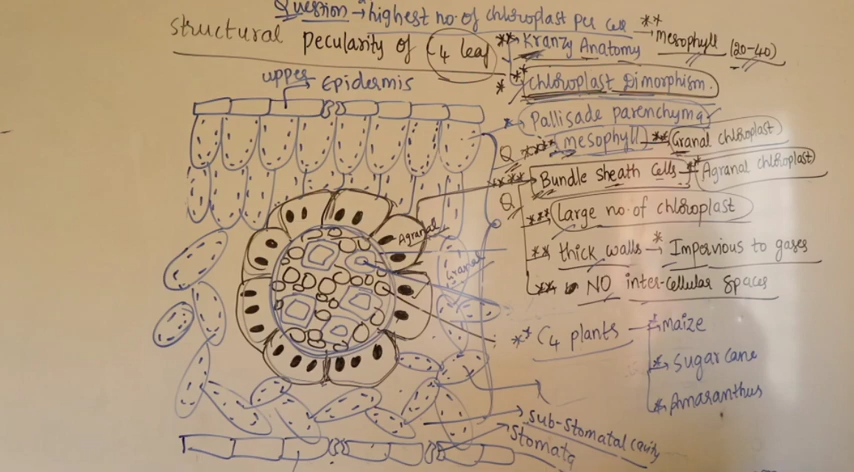 Question → highest no. of chloroplast per cell → ** Mesophyll (20-40)
structural pecularity of C4 leaf
** Kranzy Anatomy
** chloroplast Dimorphism.
upper Epidermis
* Pallisade parenchyma
Q *** (mesophyll) ** Granal chloroplast
*** Bundle sheath cells ** Agranal chloroplast
Q
*** Large no. of chloroplast
Agranal
** thick walls → * Impervious to gases
Granal
** NO inter-cellular spaces
** C4 plants → * maize
* sugar cane
* Amaranthus
→ sub-stomatal cavity
→ Stomata